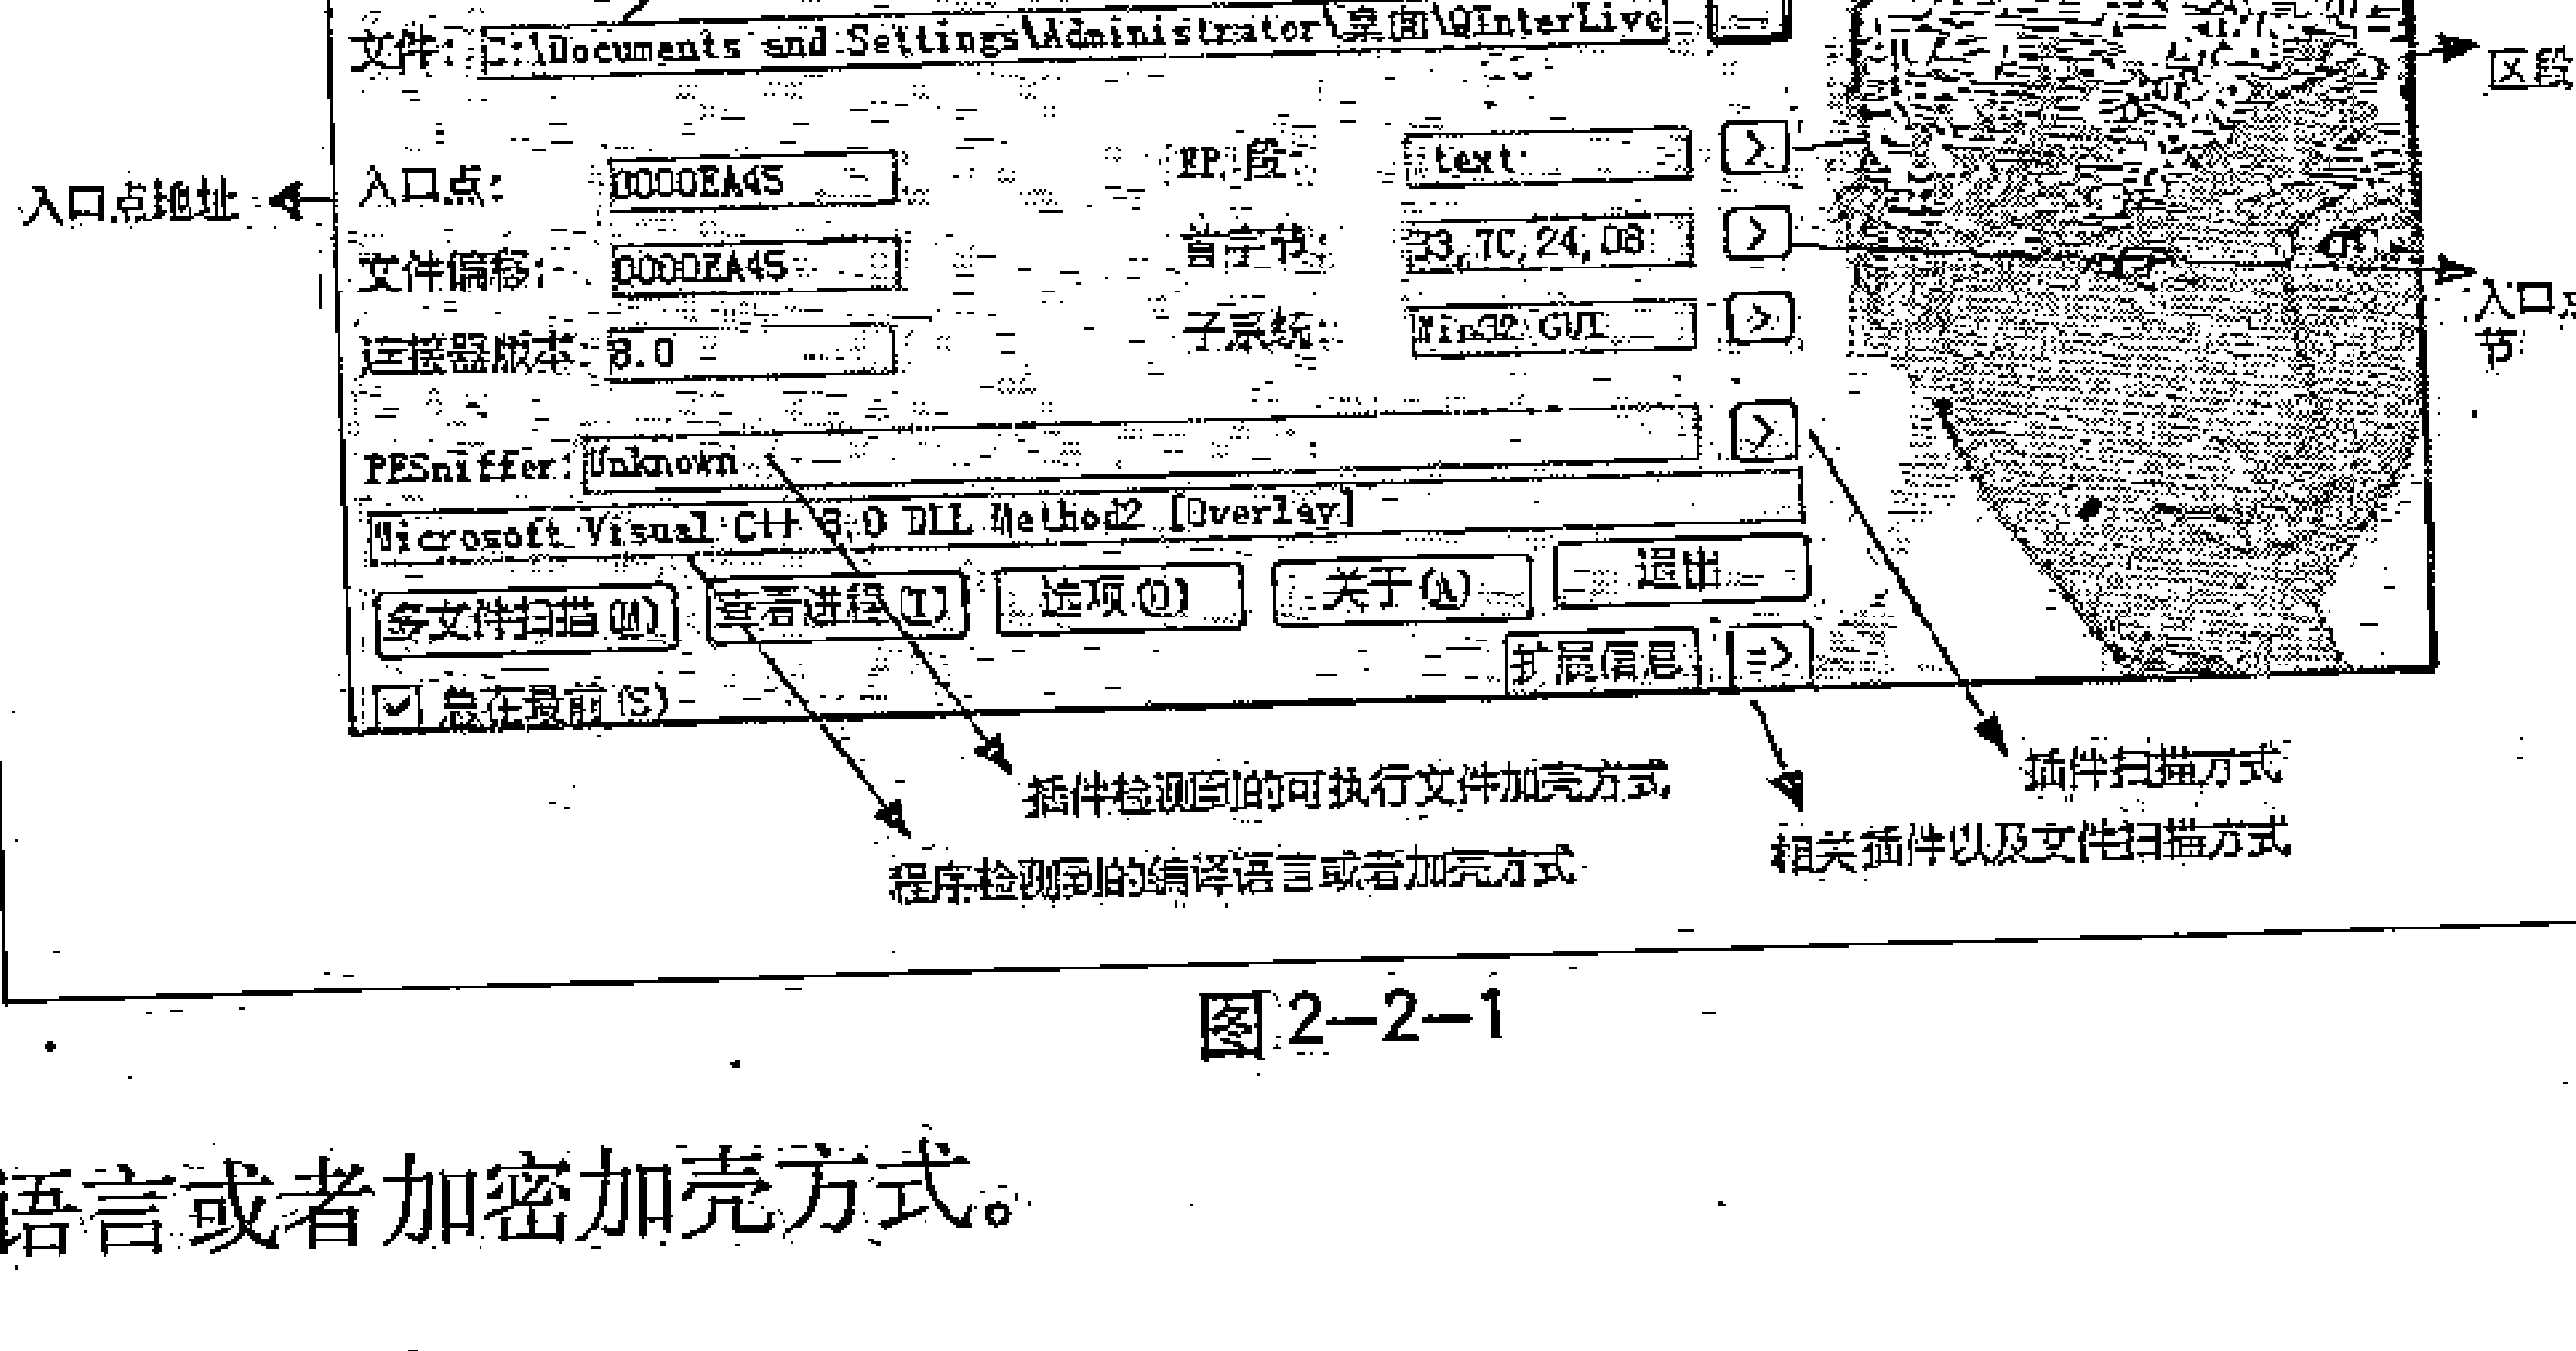 文件: C:\Documents and Settings\Administrator\桌面\QInterLive
区段
入口点地址
入口点: 0000EA45
EP 段: .text
文件偏移: 0000EA45
首字节: 7C,24,08
入口
节
连接器版本: 8.0
子系统: Win32 GUI
PESniffer: Unknown
Microsoft Visual C++ 8.0 DLL Method2 [Overlay]
多文件扫描(M) 查看进程(T) 选项(O) 关于(A) 退出
扩展信息 =>
总在最前(S)
插件扫描方式
插件检测到的可执行文件加壳方式
相关插件以及文件扫描方式
程序检测到的编译语言或者加壳方式
图2-2-1
语言或者加密加壳方式。